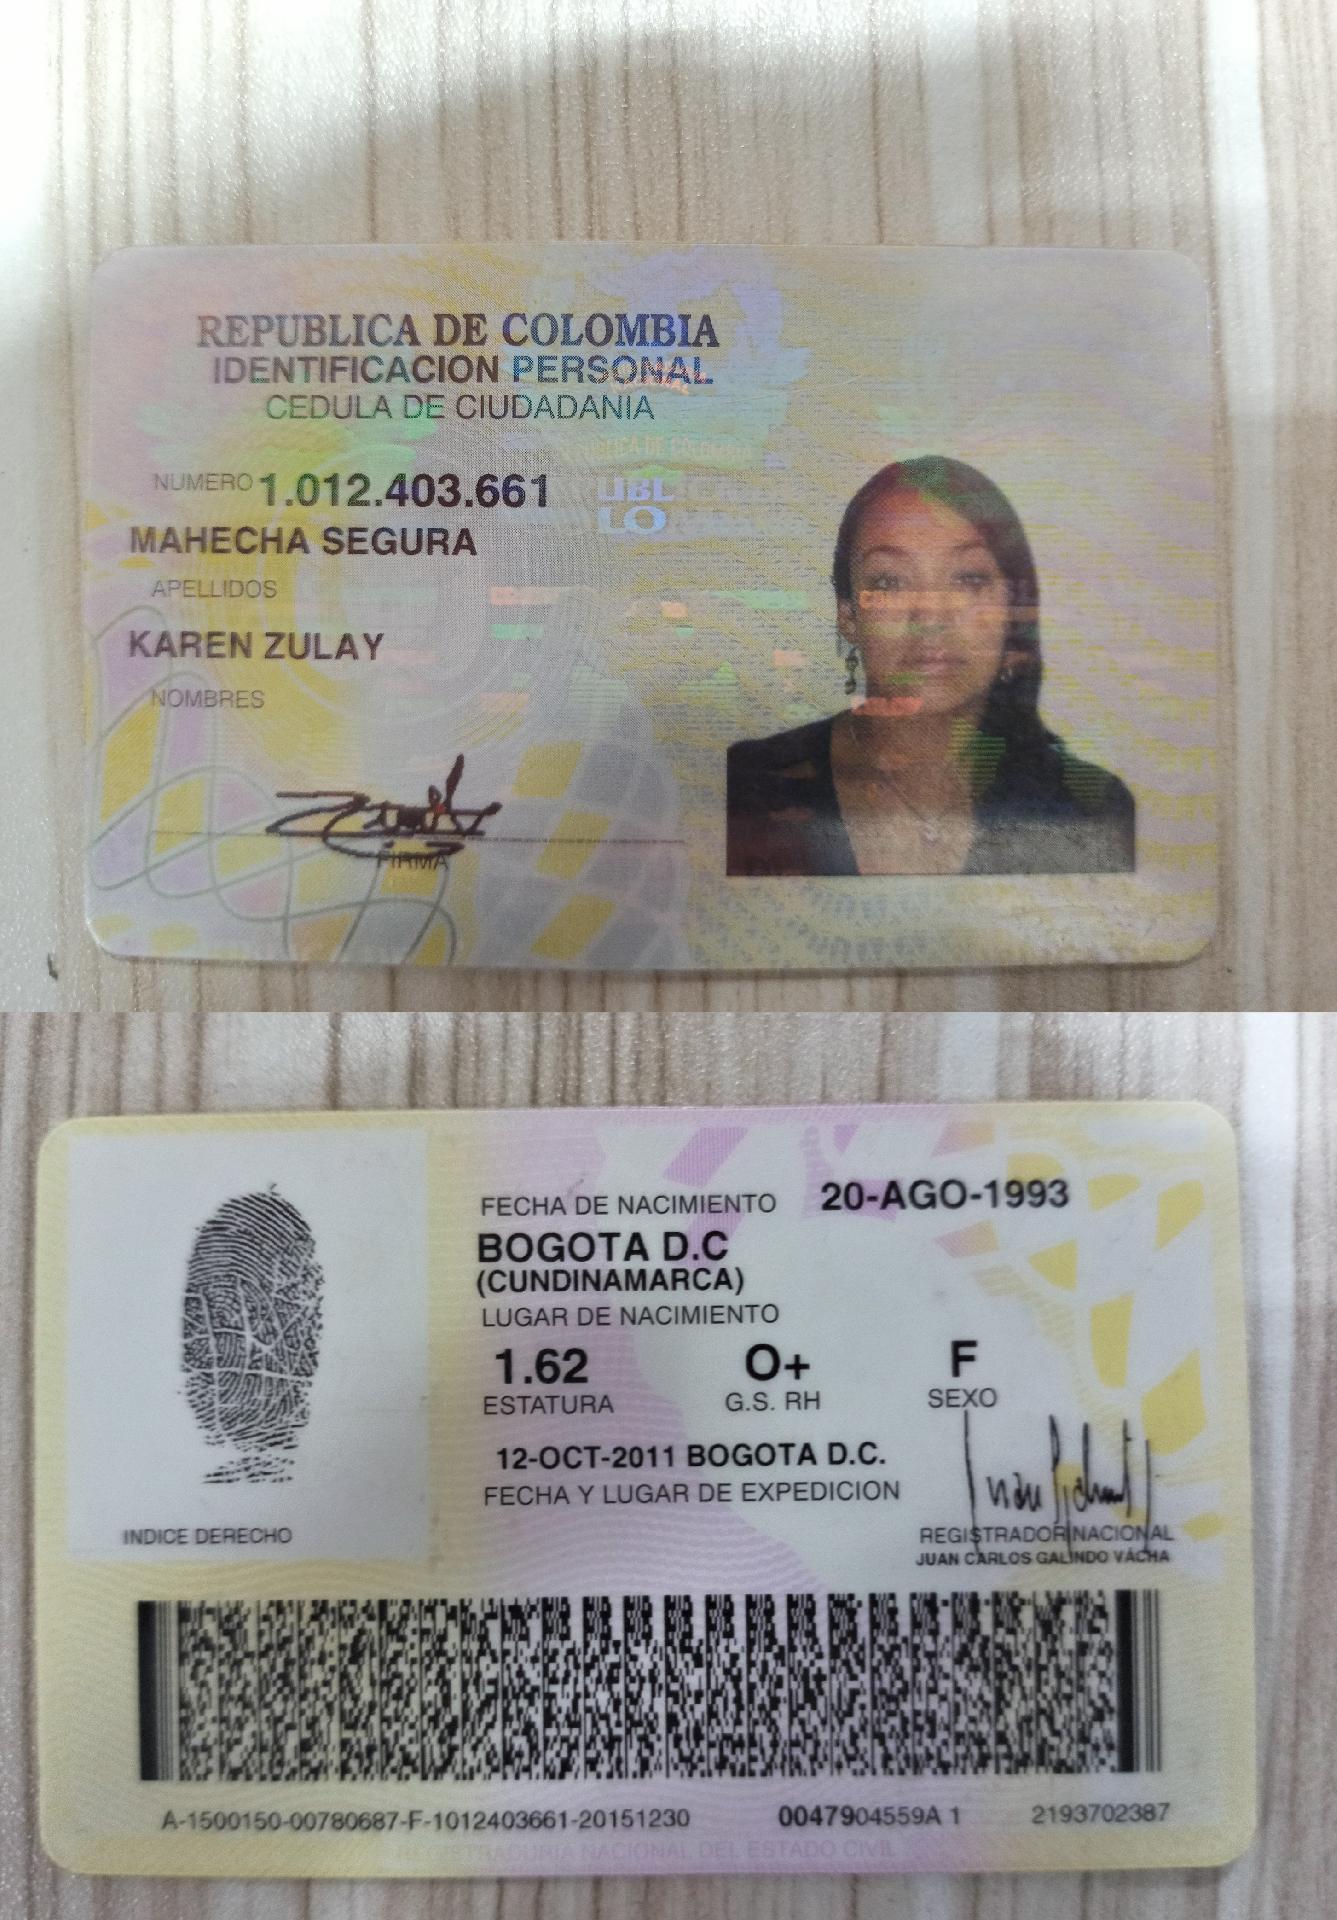 REPUBLICA DE COLOMBIA
IDENTIFICACION PERSONAL
CEDULA DE CIUDADANIA
NUMERO 1.012.403.661
MAHECHA SEGURA
APELLIDOS
KAREN ZULAY
NOMBRES
FIRMA
FECHA DE NACIMIENTO 20-AGO-1993
BOGOTA D.C
(CUNDINAMARCA)
LUGAR DE NACIMIENTO
1.62 O+ F
ESTATURA G.S. RH SEXO
12-OCT-2011 BOGOTA D.C.
FECHA Y LUGAR DE EXPEDICION
INDICE DERECHO
REGISTRADOR NACIONAL
JUAN CARLOS GALINDO VÁCHA
A-1500150-00780687-F-1012403661-20151230 0047904559A 1 2193702387
REGISTRADURIA NACIONAL DEL ESTADO CIVIL